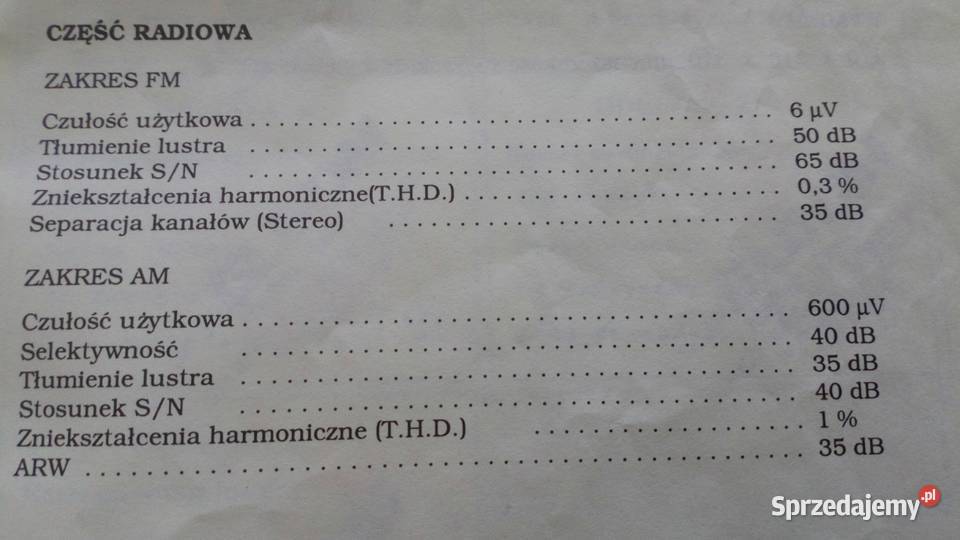 CZĘŚĆ RADIOWA
ZAKRES FM
Czułość użytkowa . . . . . . . . . . . . . . . . . . . . 6 µV
Tłumienie lustra . . . . . . . . . . . . . . . . . . . . 50 dB
Stosunek S/N . . . . . . . . . . . . . . . . . . . . 65 dB
Zniekształcenia harmoniczne(T.H.D.) . . . . . . . . . . . . . . . . 0,3 %
Separacja kanałów (Stereo) . . . . . . . . . . . . . . . . 35 dB
ZAKRES AM
Czułość użytkowa . . . . . . . . . . . . . . . . . . . . 600 µV
Selektywność . . . . . . . . . . . . . . . . . . . . 40 dB
Tłumienie lustra . . . . . . . . . . . . . . . . . . . . 35 dB
Stosunek S/N . . . . . . . . . . . . . . . . . . . . 40 dB
Zniekształcenia harmoniczne (T.H.D.) . . . . . . . . . . . . 1 %
ARW . . . . . . . . . . . . . . . . . . . . . . . . 35 dB
Sprzedajemy.pl